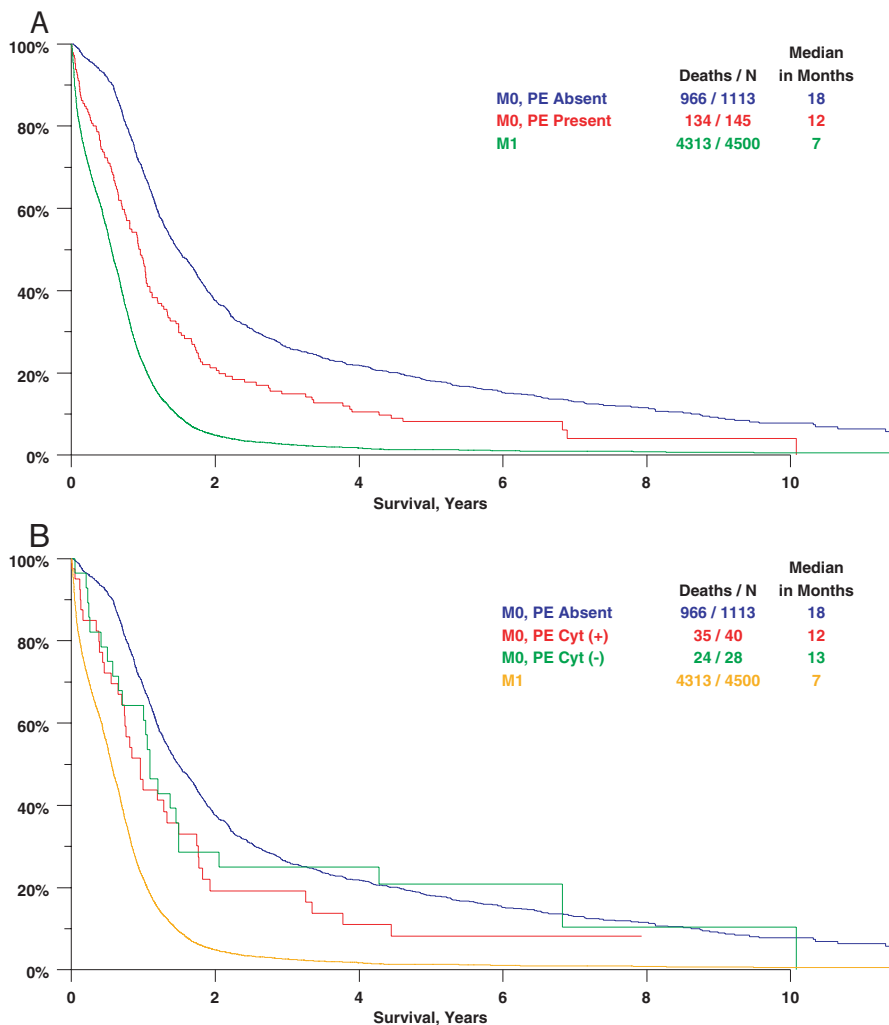 A
100%
80%
60%
40%
20%
0%
0 2 4 6 8 10
Survival, Years
Median
Deaths / N in Months
M0, PE Absent 966 / 1113 18
M0, PE Present 134 / 145 12
M1 4313 / 4500 7
B
100%
80%
60%
40%
20%
0%
0 2 4 6 8 10
Survival, Years
Median
Deaths / N in Months
M0, PE Absent 966 / 1113 18
M0, PE Cyt (+) 35 / 40 12
M0, PE Cyt (-) 24 / 28 13
M1 4313 / 4500 7